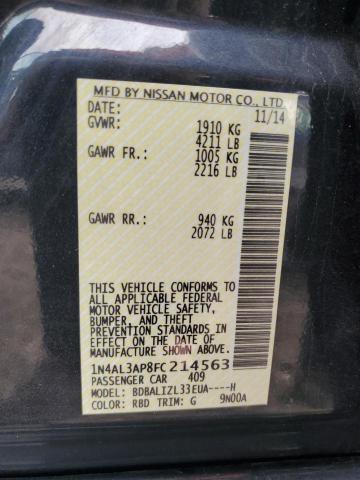 MFD BY NISSAN MOTOR CO., LTD.
DATE: 11/14
GVWR: 1910 KG
4211 LB
GAWR FR.: 1005 KG
2216 LB
GAWR RR.: 940 KG
2072 LB
THIS VEHICLE CONFORMS TO
ALL APPLICABLE FEDERAL
MOTOR VEHICLE SAFETY,
BUMPER, AND THEFT
PREVENTION STANDARDS IN
EFFECT ON THE DATE OF
MANUFACTURE SHOWN ABOVE.
1N4AL3AP8FC214563
PASSENGER CAR 409
MODEL: BDBALIZL33EUA----H
COLOR: RBD TRIM: G 9N00A